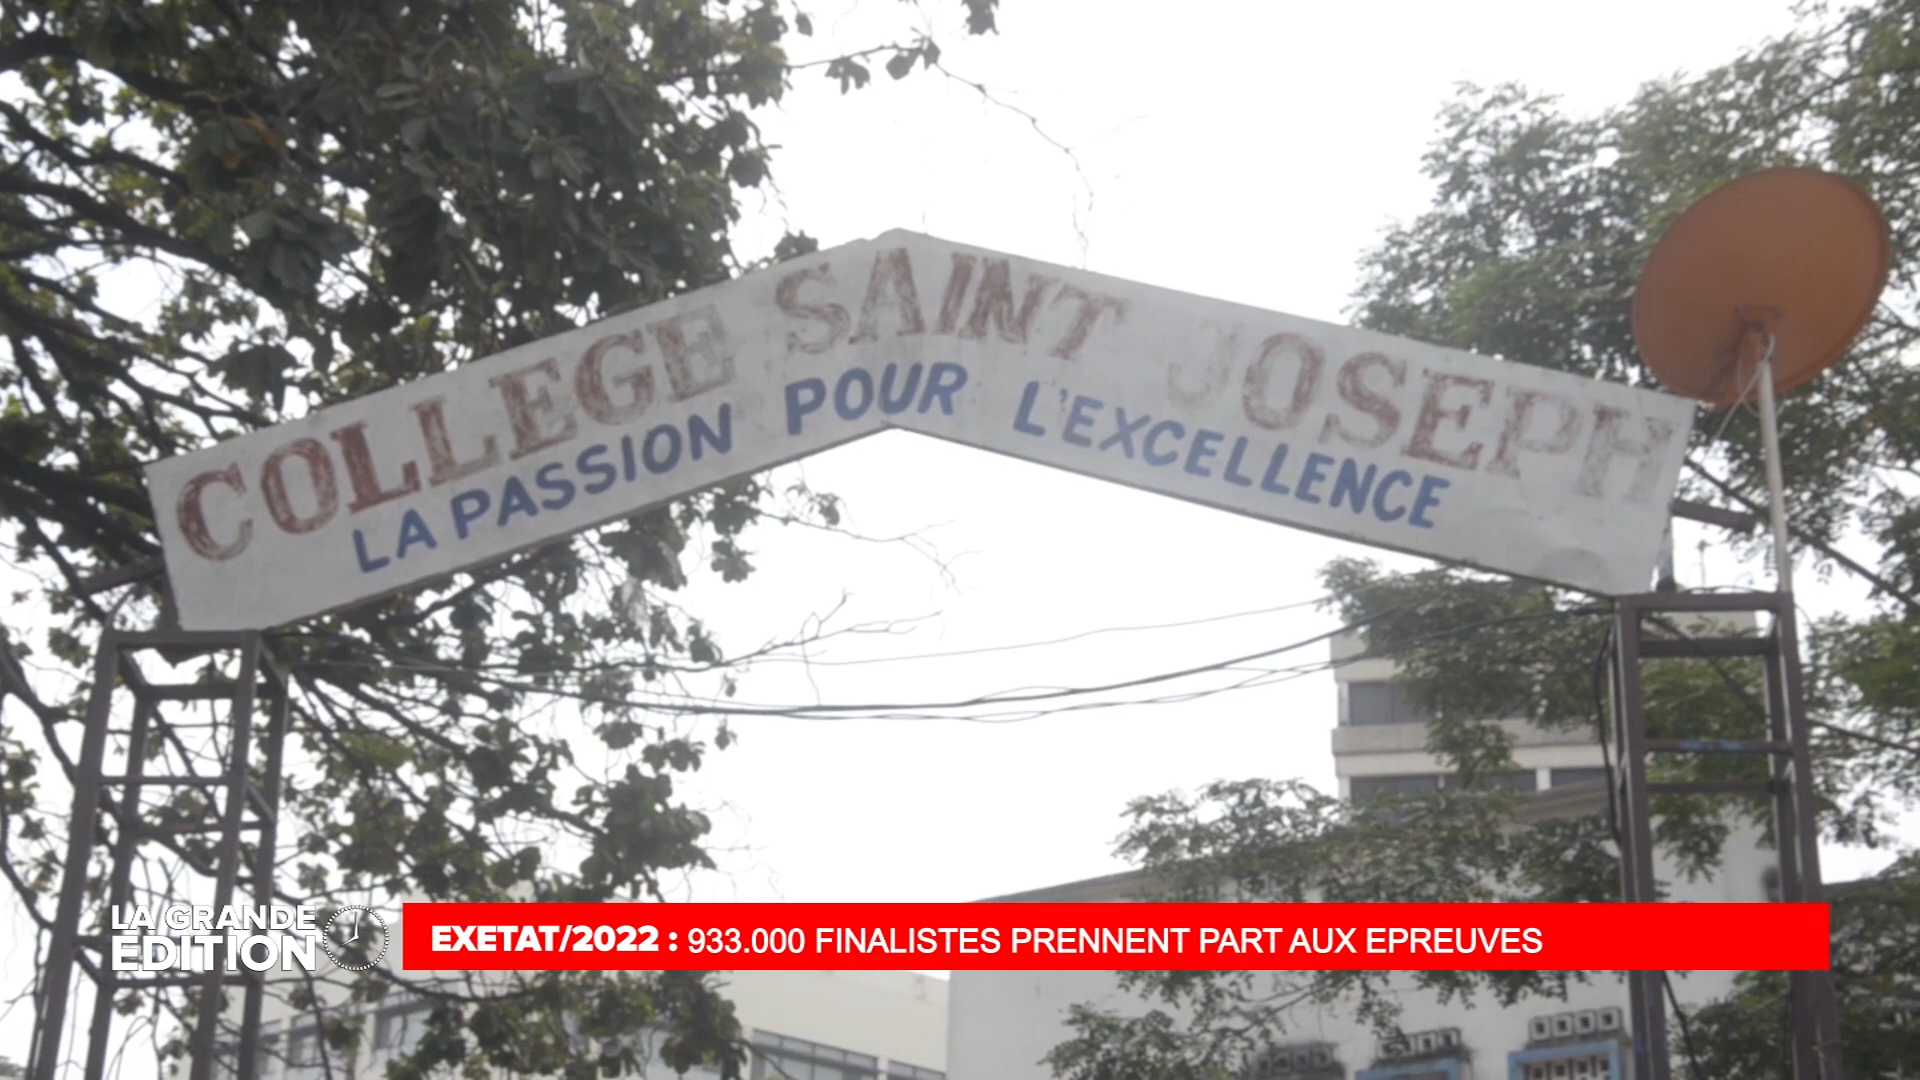 COLLEGE SAINT JOSEPH
LA PASSION POUR L'EXCELLENCE
LA GRANDE
EDITION
EXETAT/2022 : 933.000 FINALISTES PRENNENT PART AUX EPREUVES